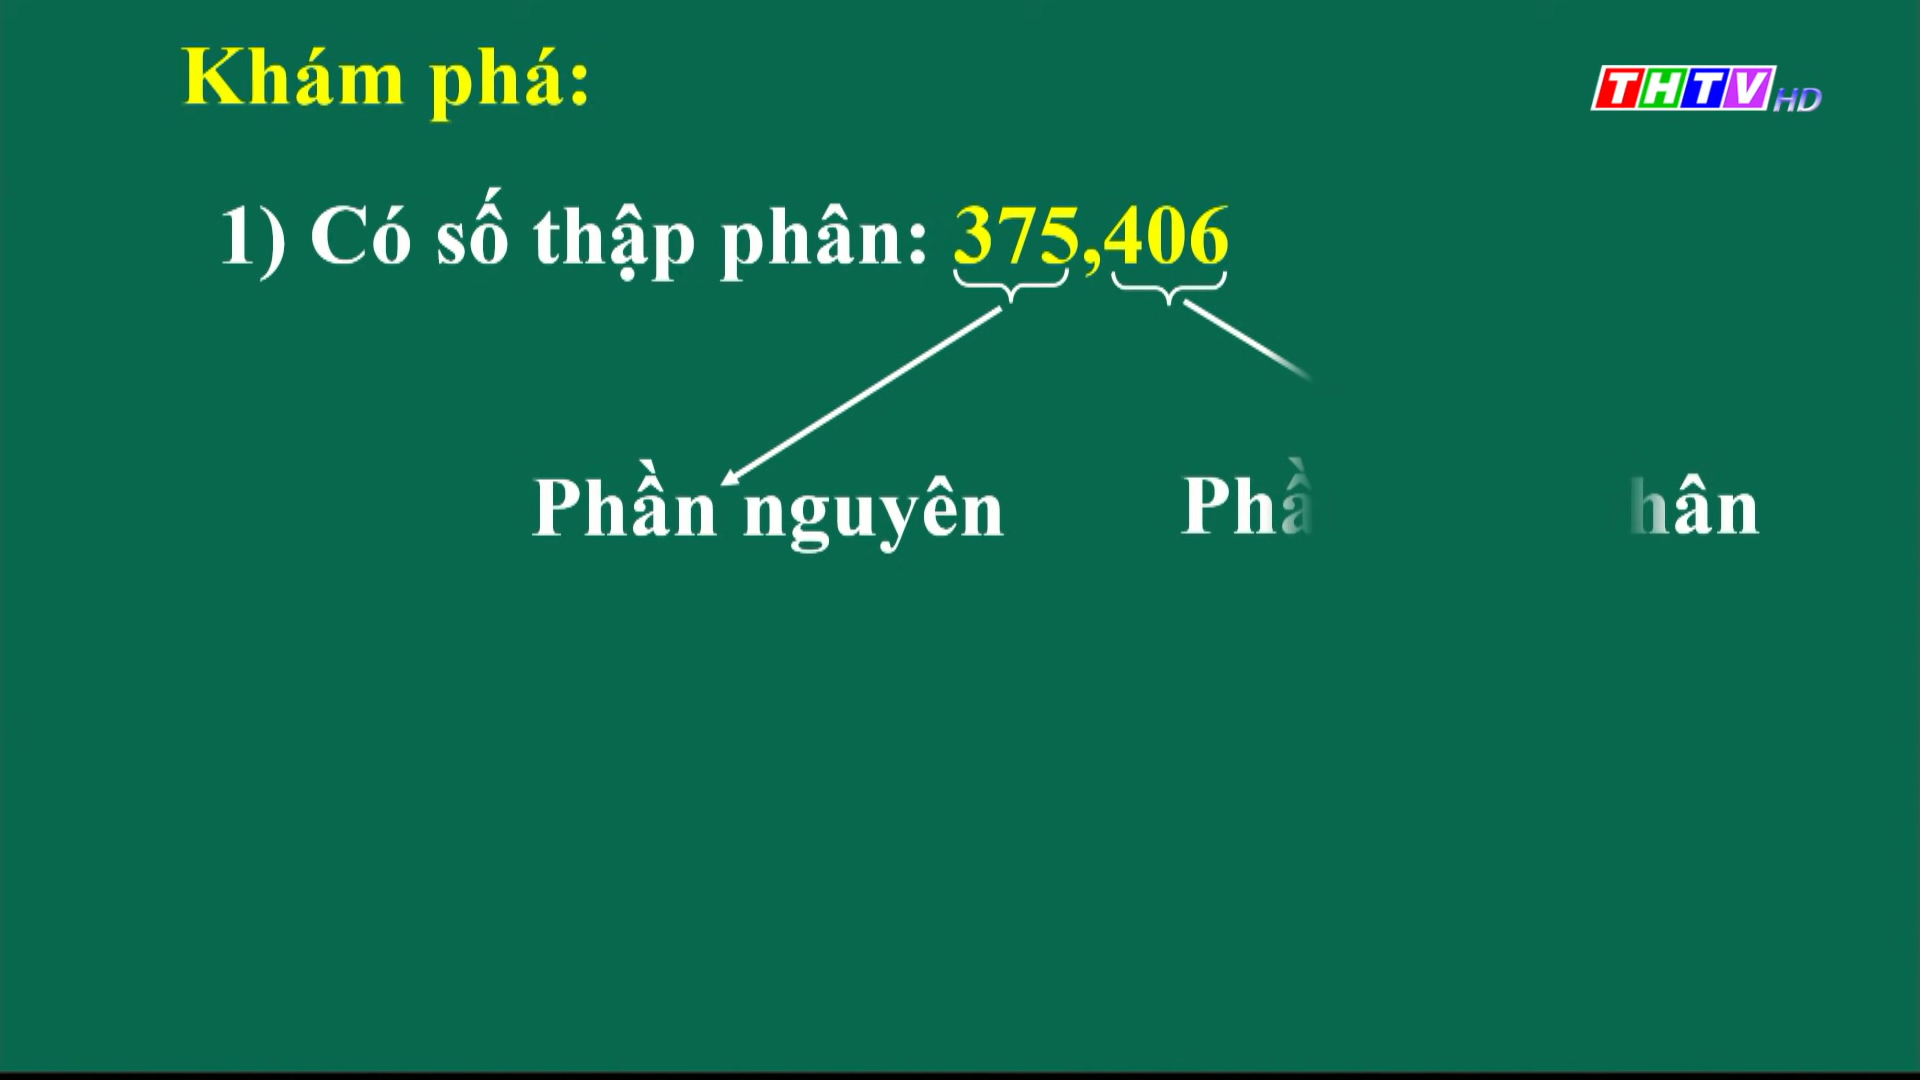 Khám phá:
THTV HD
1) Có số thập phân: 375,406
Phần nguyên